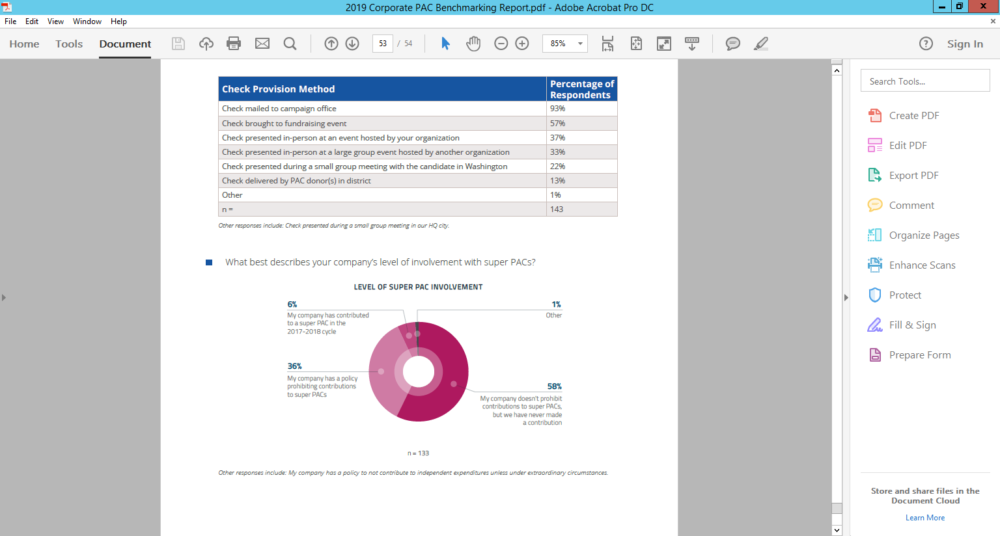 2019 Corporate PAC Benchmarking Report.pdf - Adobe Acrobat Pro DC
File Edit View Window Help
Home Tools Document 53 / 54 85% Sign In
Check Provision Method Percentage of Respondents
Check mailed to campaign office 93%
Check brought to fundraising event 57%
Check presented in-person at an event hosted by your organization 37%
Check presented in-person at a large group event hosted by another organization 33%
Check presented during a small group meeting with the candidate in Washington 22%
Check delivered by PAC donor(s) in district 13%
Other 1%
n = 143
Other responses include: Check presented during a small group meeting in our HQ city.
What best describes your company's level of involvement with super PACs?
LEVEL OF SUPER PAC INVOLVEMENT
6%
My company has contributed
to a super PAC in the
2017-2018 cycle
1%
Other
36%
My company has a policy
prohibiting contributions
to super PACs
58%
My company doesn't prohibit
contributions to super PACs,
but we have never made
a contribution
n = 133
Other responses include: My company has a policy to not contribute to independent expenditures unless under extraordinary circumstances.
Search Tools...
Create PDF
Edit PDF
Export PDF
Comment
Organize Pages
Enhance Scans
Protect
Fill & Sign
Prepare Form
Store and share files in the
Document Cloud
Learn More